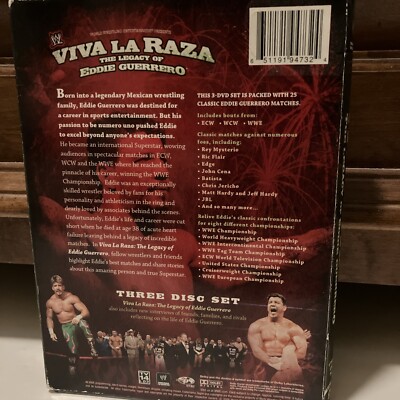 VIVA LA RAZA
THE LEGACY OF
EDDIE GUERRERO
51191 94732 4
Born into a legendary Mexican wrestling
family, Eddie Guerrero was destined for
a career in sports entertainment. But his
passion to be numero uno pushed Eddie
to excel beyond anyone's expectations.
He became an international Superstar, wowing
audiences in spectacular matches in ECW,
WCW and the WWE where he reached the
pinnacle of his career, winning the WWE
Championship. Eddie was an exceptionally
skilled wrestler beloved by fans for his
personality and athleticism in the ring and
dearly loved by associates behind the scenes.
Unfortunately, Eddie's life and career were cut
short when he died at age 38 of acute heart
failure leaving behind a legacy of incredible
matches. In Viva La Raza: The Legacy of
Eddie Guerrero, fellow wrestlers and friends
highlight Eddie's best matches and share stories
about this amazing person and true Superstar.
THIS 3-DVD SET IS PACKED WITH 25
CLASSIC EDDIE GUERRERO MATCHES.
Includes bouts from:
• ECW • WCW • WWE
Classic matches against numerous
foes, including:
• Rey Mysterio
• Ric Flair
• Edge
• John Cena
• Batista
• Chris Jericho
• Matt Hardy and Jeff Hardy
• JBL
• And so many more...
Relive Eddie's classic confrontations
for eight different championships:
• WWE Championship
• World Heavyweight Championship
• WWE Intercontinental Championship
• WWE Tag Team Championship
• ECW World Television Championship
• United States Championship
• Cruiserweight Championship
• WWE European Championship
THREE DISC SET
Viva La Raza: The Legacy of Eddie Guerrero
also includes new interviews of friends, families, and rivals
reflecting on the life of Eddie Guerrero.
TV
14
DOLBY